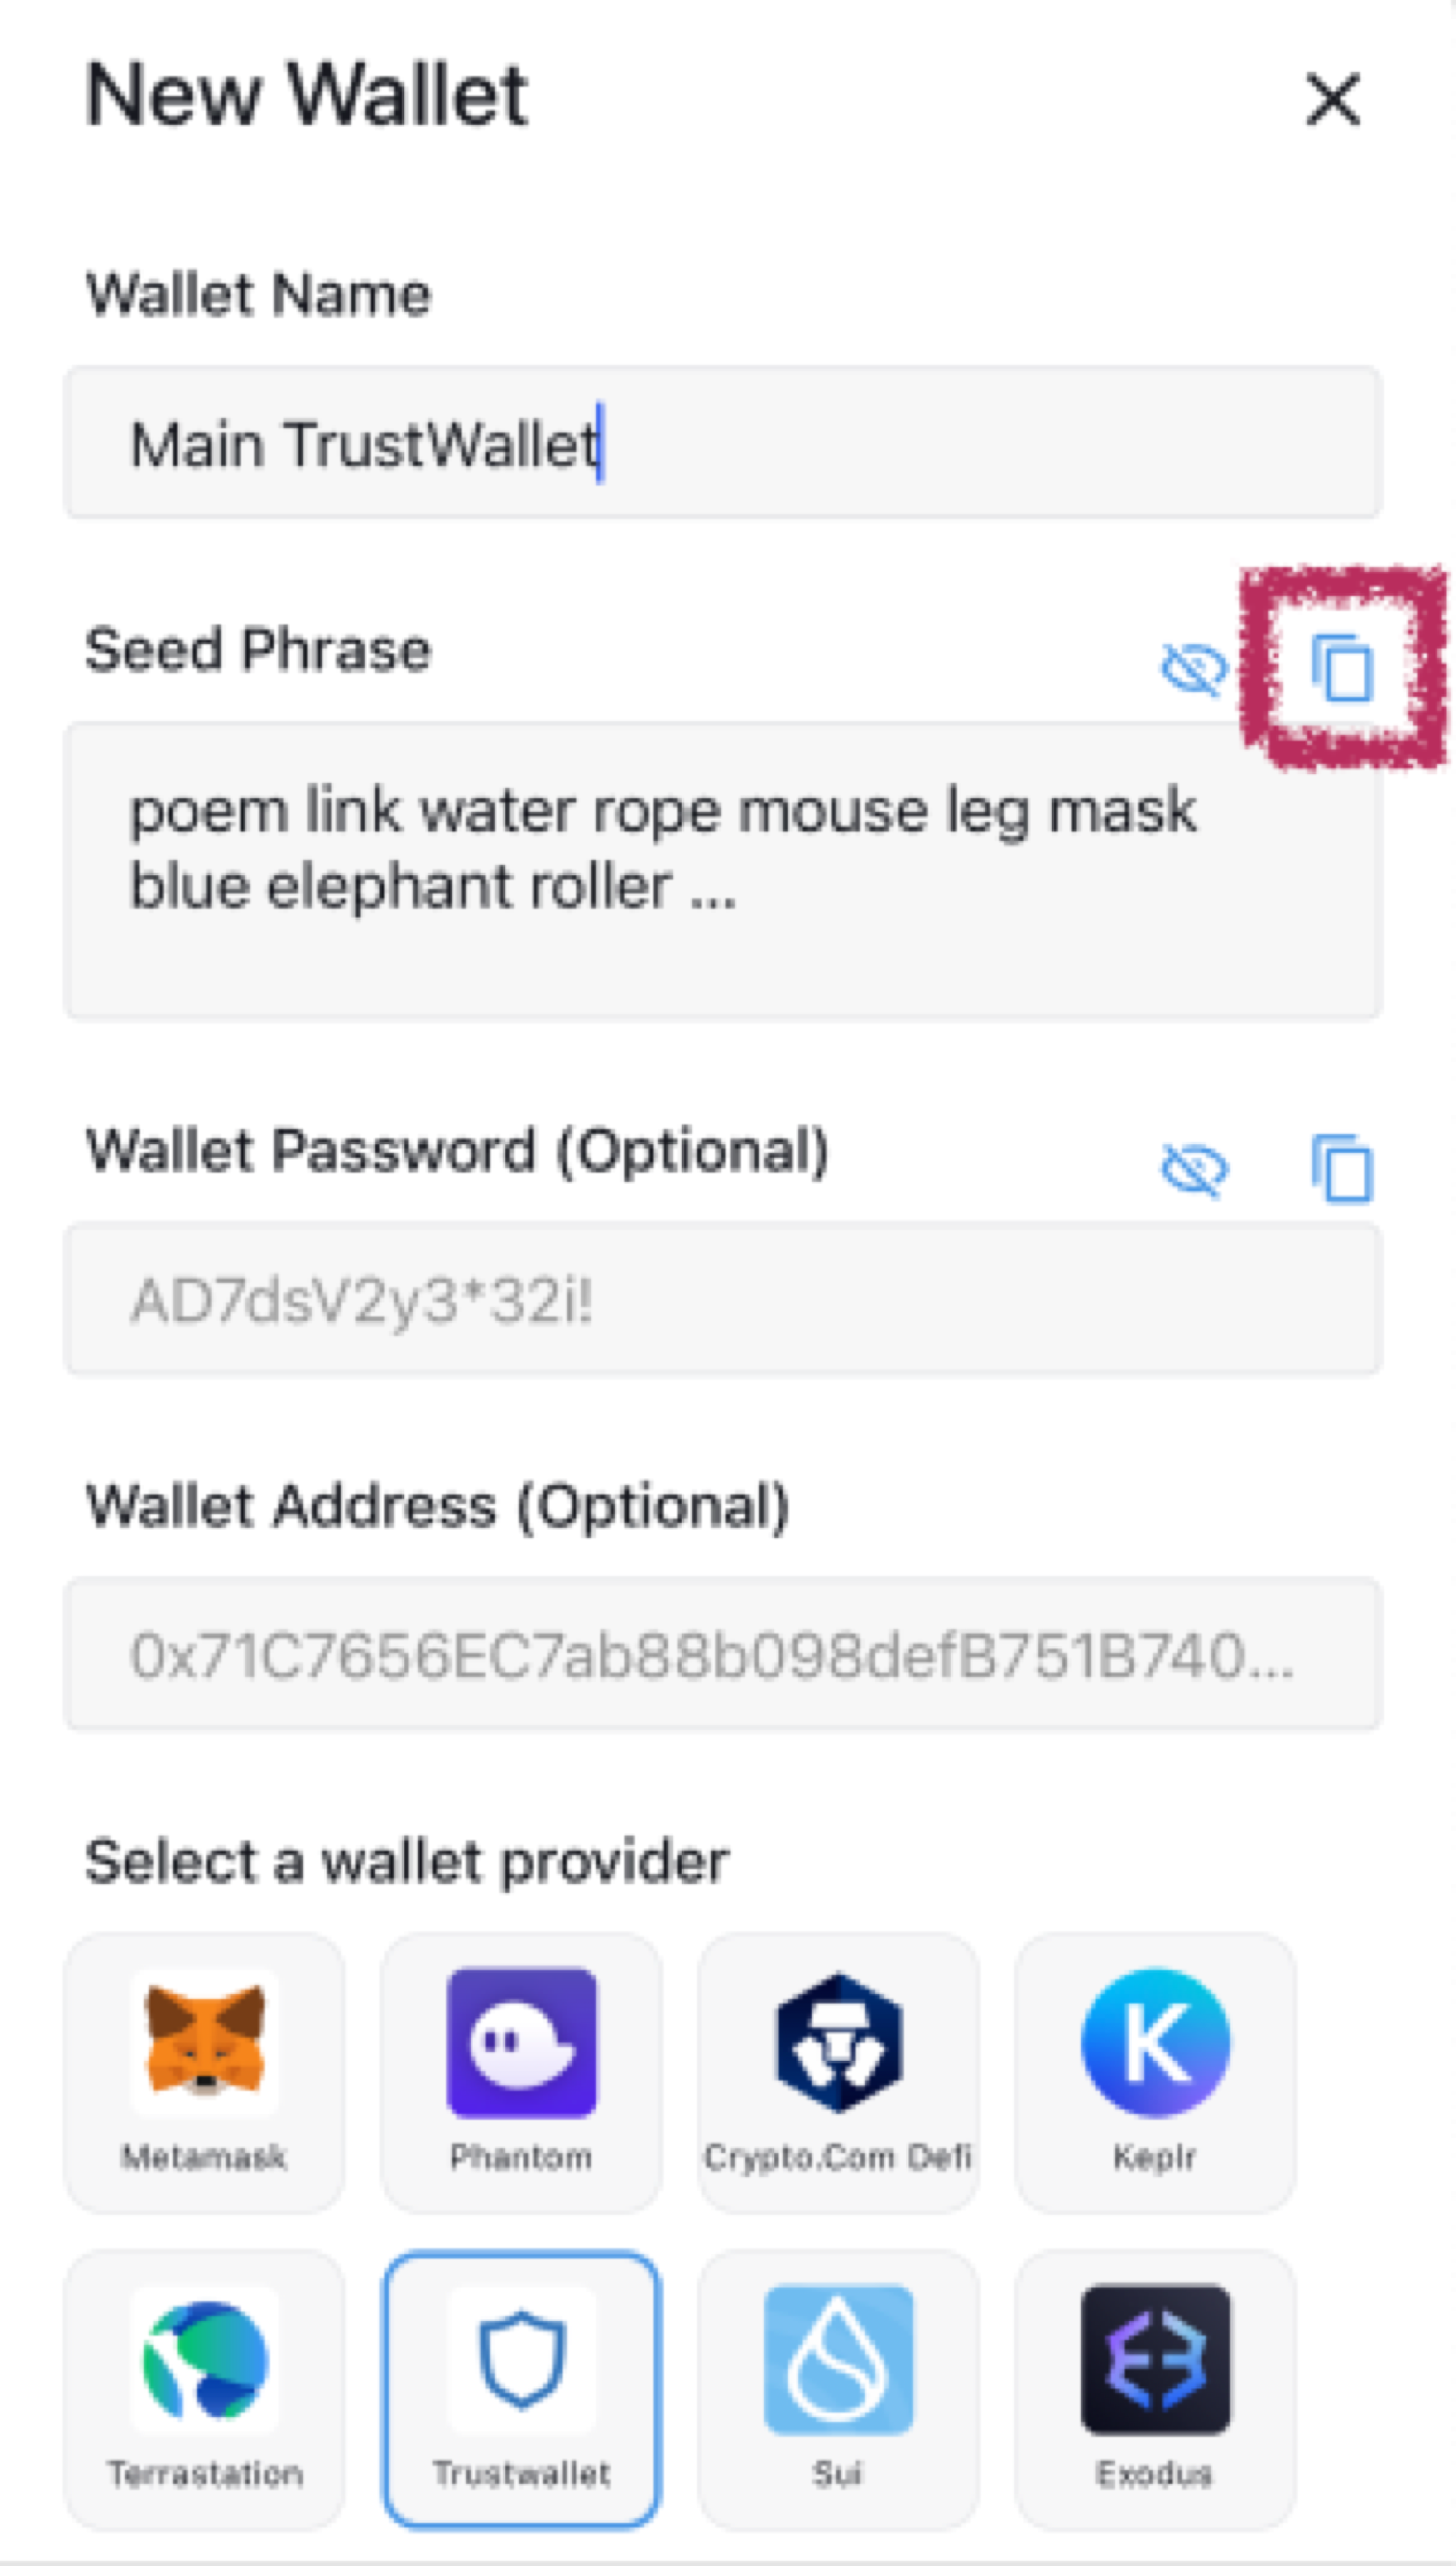 New Wallet
Wallet Name
Main TrustWallet
Seed Phrase
poem link water rope mouse leg mask
blue elephant roller ...
Wallet Password (Optional)
AD7dsV2y3*32i!
Wallet Address (Optional)
0x71C7656EC7ab88b098defB751B740...
Select a wallet provider
Metamask
Phantom
Crypto.Com Defi
Keplr
Terrastation
Trustwallet
Sui
Exodus